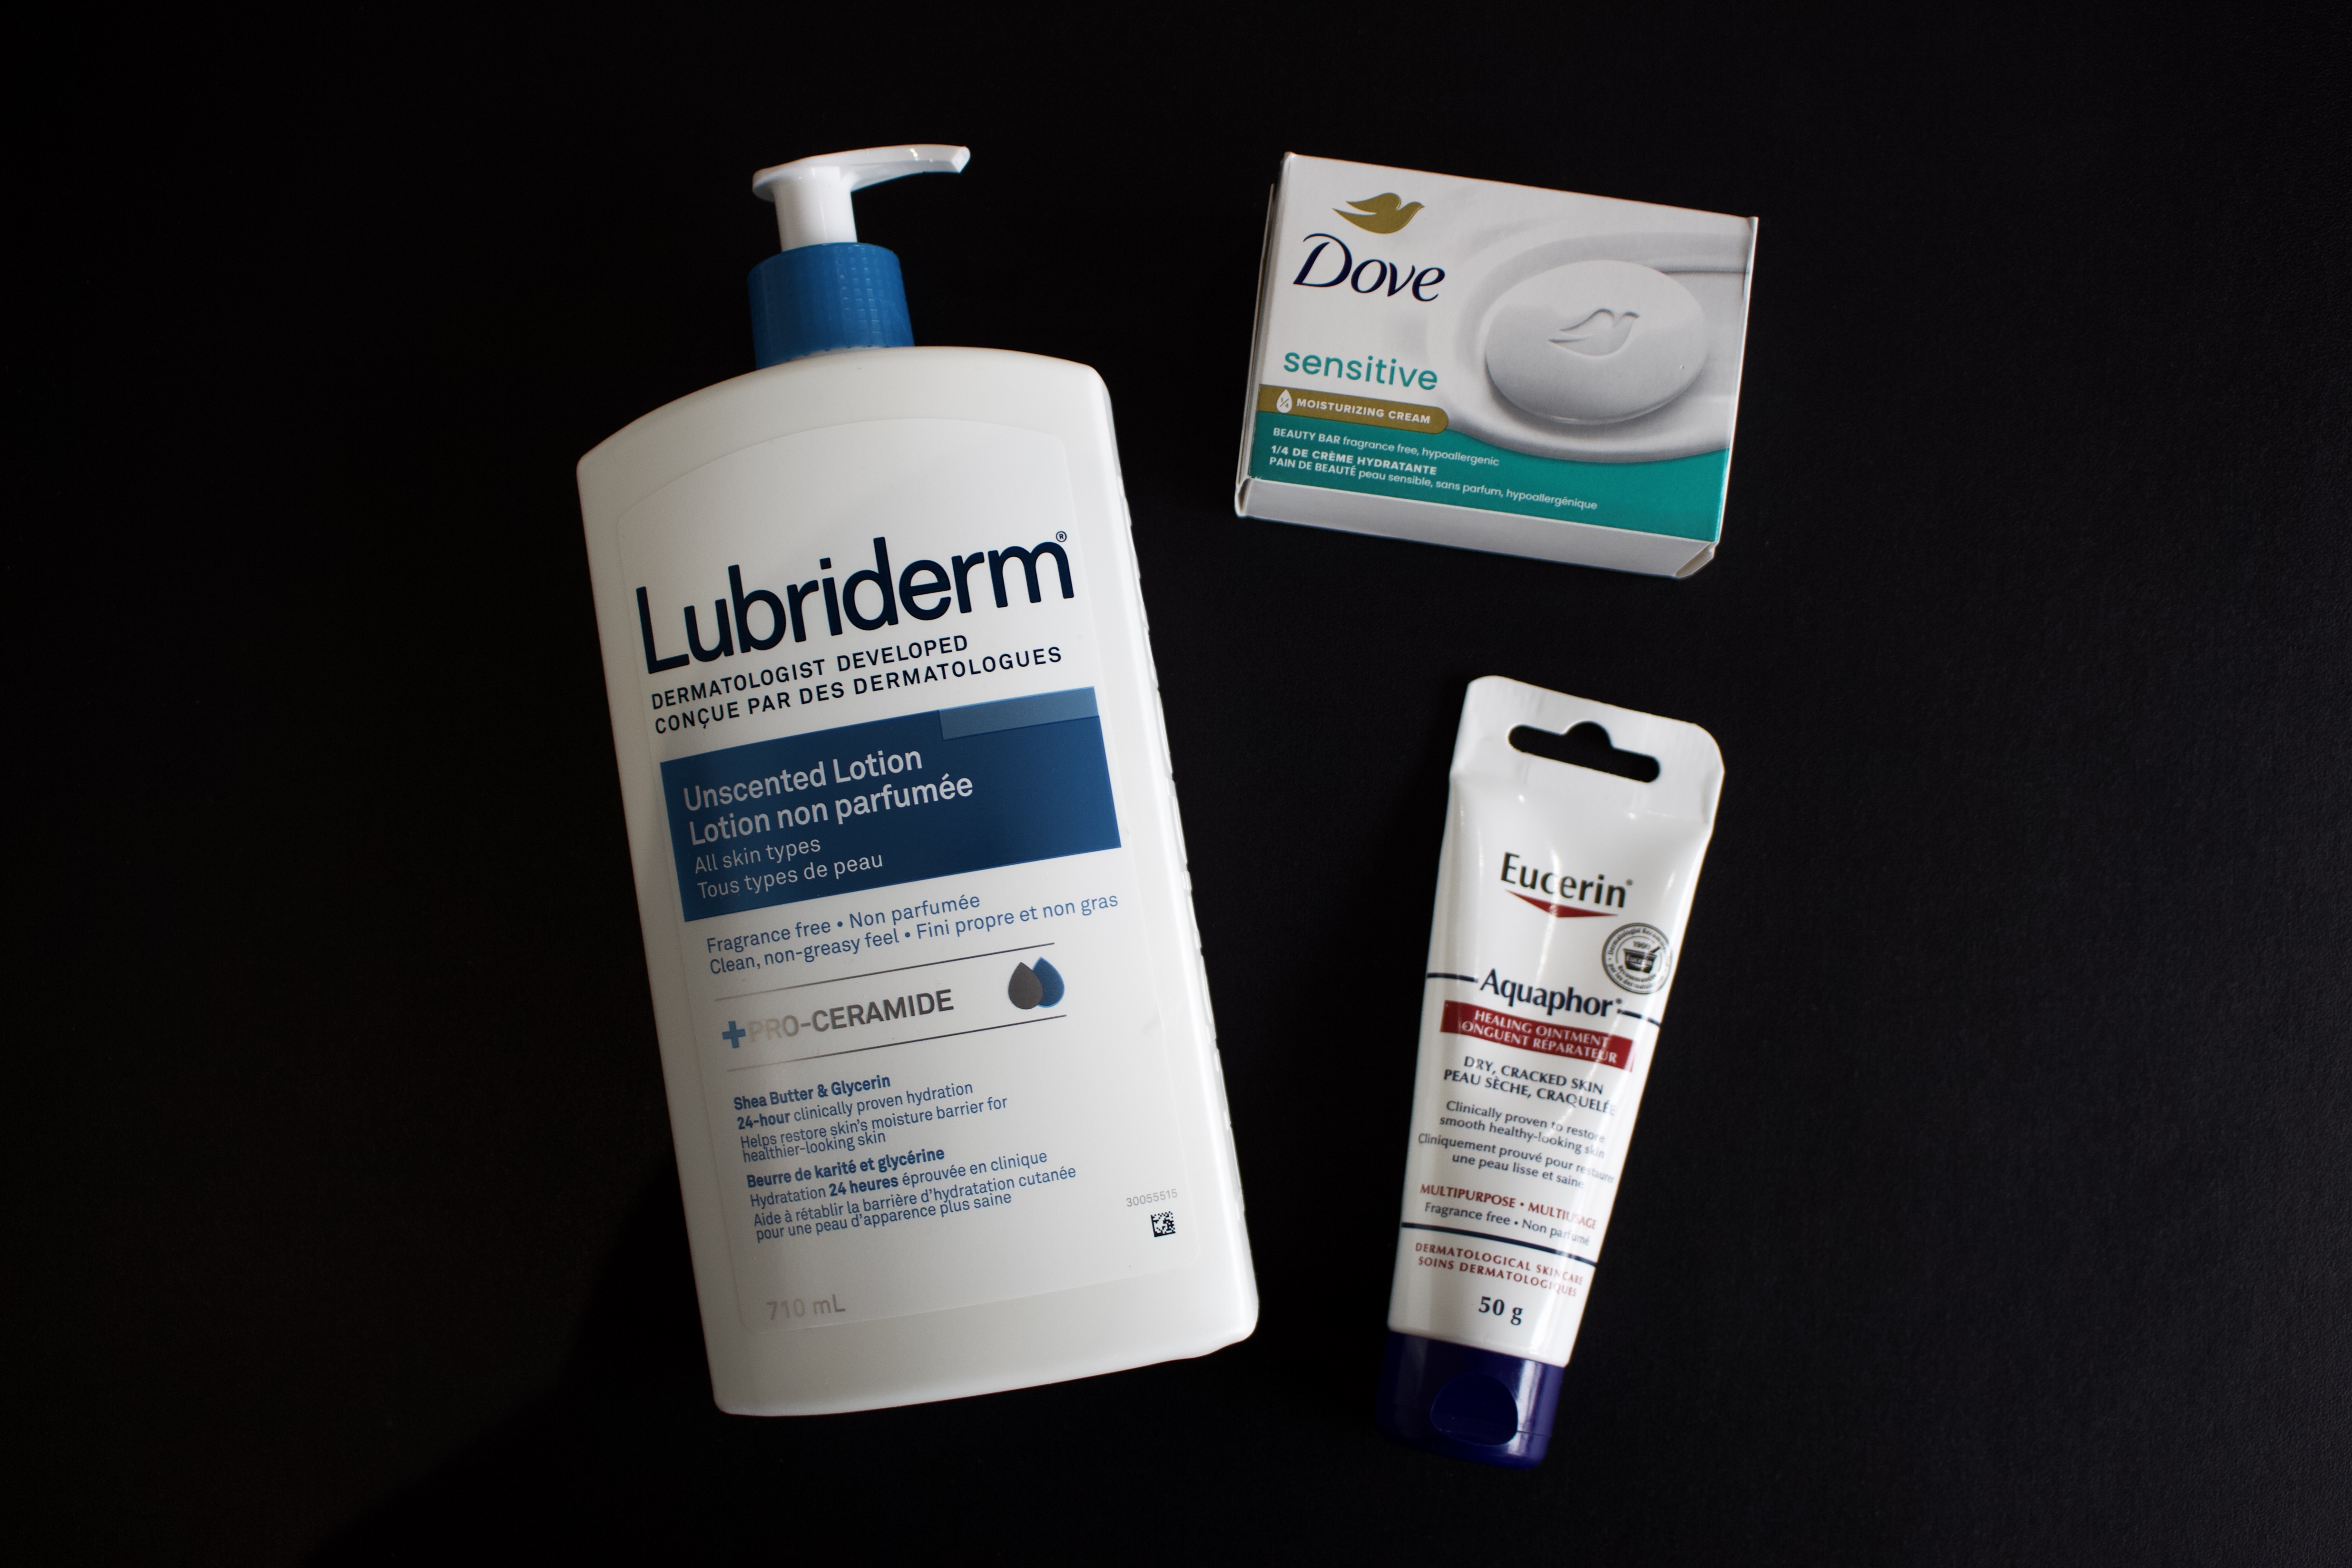 Lubriderm®
DERMATOLOGIST DEVELOPED
CONÇUE PAR DES DERMATOLOGUES
Unscented Lotion
Lotion non parfumée
All skin types
Tous types de peau
Fragrance free • Non parfumée
Clean, non-greasy feel • Fini propre et non gras
+PRO-CERAMIDE
Shea Butter & Glycerin
24-hour clinically proven hydration
Helps restore skin's moisture barrier for
healthier-looking skin
Beurre de karité et glycérine
Hydratation 24 heures éprouvée en clinique
Aide à rétablir la barrière d'hydratation cutanée
pour une peau d'apparence plus saine
30055515
710 mL
Dove
sensitive
1/4 MOISTURIZING CREAM
BEAUTY BAR fragrance free, hypoallergenic
1/4 DE CRÈME HYDRATANTE
PAIN DE BEAUTÉ peau sensible, sans parfum, hypoallergénique
Eucerin®
Aquaphor®
HEALING OINTMENT
ONGUENT RÉPARATEUR
DRY, CRACKED SKIN
PEAU SÈCHE, CRAQUELÉE
Clinically proven to restore
smooth healthy-looking skin
Cliniquement prouvé pour restaurer
une peau lisse et saine
MULTIPURPOSE • MULTIUSAGE
Fragrance free • Non parfumé
DERMATOLOGICAL SKINCARE
SOINS DERMATOLOGIQUES
50 g